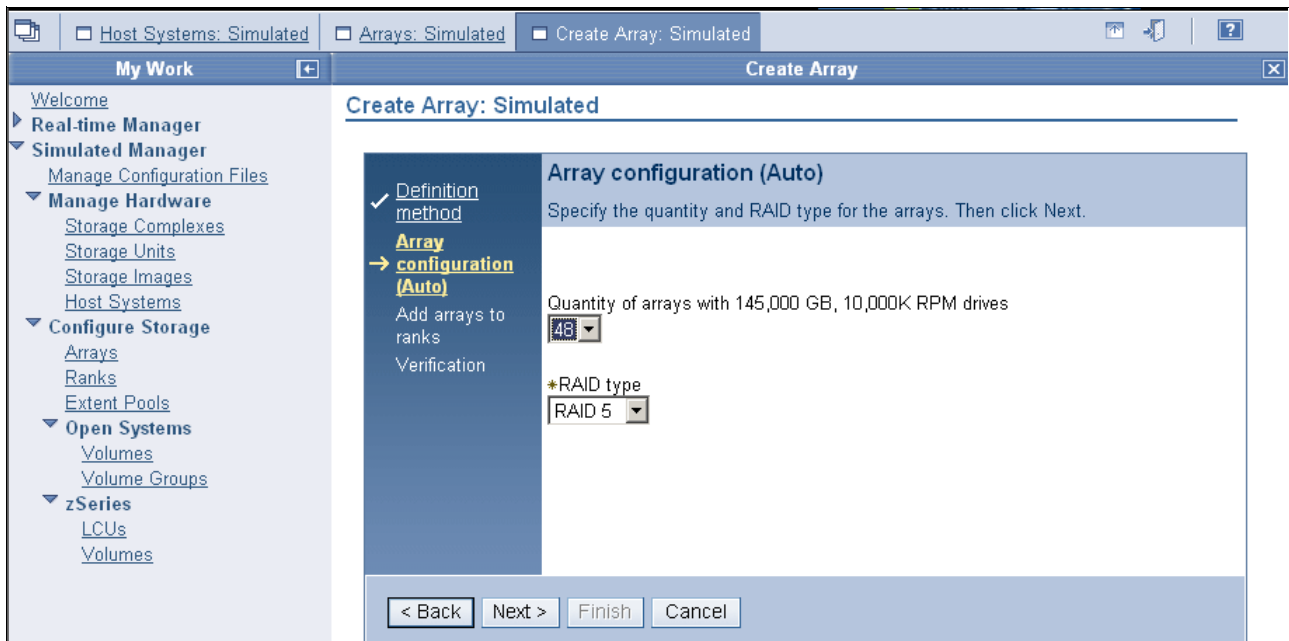 Host Systems: Simulated
Arrays: Simulated
Create Array: Simulated
?
My Work
Create Array
Welcome
Real-time Manager
Simulated Manager
Manage Configuration Files
Manage Hardware
Storage Complexes
Storage Units
Storage Images
Host Systems
Configure Storage
Arrays
Ranks
Extent Pools
Open Systems
Volumes
Volume Groups
zSeries
LCUs
Volumes
Create Array: Simulated
Definition
method
Array
configuration
(Auto)
Add arrays to
ranks
Verification
Array configuration (Auto)
Specify the quantity and RAID type for the arrays. Then click Next.
Quantity of arrays with 145,000 GB, 10,000K RPM drives
48
*RAID type
RAID 5
< Back
Next >
Finish
Cancel